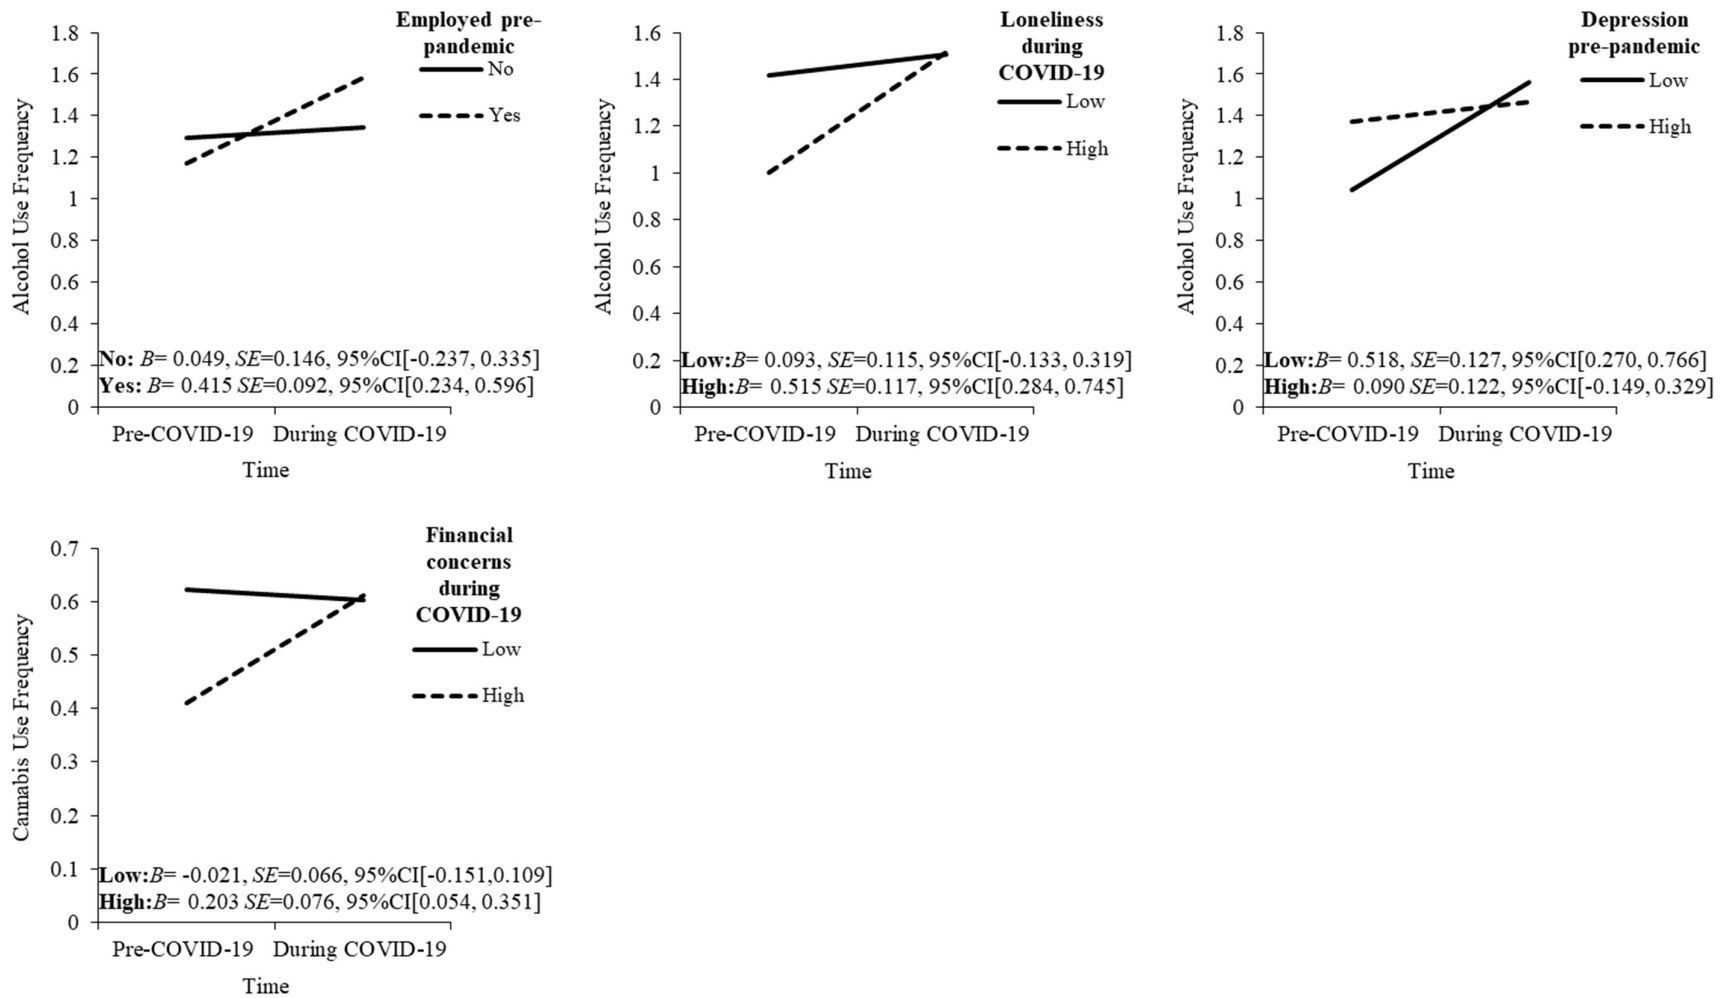 Employed pre-
pandemic
No
Yes
1.8
1.6
1.4
1.2
1
0.8
0.6
0.4
0.2
0
Alcohol Use Frequency
No: B= 0.049, SE=0.146, 95%CI[-0.237, 0.335]
Yes: B= 0.415 SE=0.092, 95%CI[0.234, 0.596]
Pre-COVID-19 During COVID-19
Time
Loneliness
during
COVID-19
Low
High
1.6
1.4
1.2
1
0.8
0.6
0.4
0.2
0
Alcohol Use Frequency
Low:B= 0.093, SE=0.115, 95%CI[-0.133, 0.319]
High:B= 0.515 SE=0.117, 95%CI[0.284, 0.745]
Pre-COVID-19 During COVID-19
Time
Depression
pre-pandemic
Low
High
1.8
1.6
1.4
1.2
1
0.8
0.6
0.4
0.2
0
Alcohol Use Frequency
Low:B= 0.518, SE=0.127, 95%CI[0.270, 0.766]
High:B= 0.090 SE=0.122, 95%CI[-0.149, 0.329]
Pre-COVID-19 During COVID-19
Time
Financial
concerns
during
COVID-19
Low
High
0.7
0.6
0.5
0.4
0.3
0.2
0.1
0
Cannabis Use Frequency
Low:B= -0.021, SE=0.066, 95%CI[-0.151,0.109]
High:B= 0.203 SE=0.076, 95%CI[0.054, 0.351]
Pre-COVID-19 During COVID-19
Time